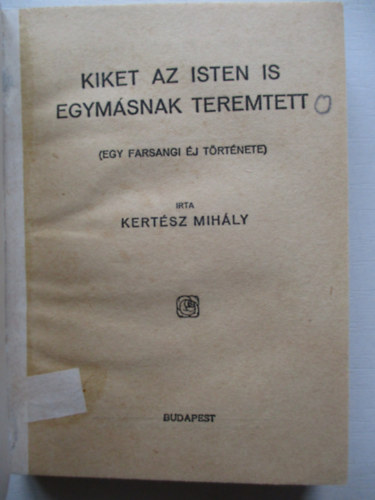 KIKET AZ ISTEN IS
EGYMÁSNAK TEREMTETT
(EGY FARSANGI ÉJ TÖRTÉNETE)
IRTA
KERTÉSZ MIHÁLY
BUDAPEST